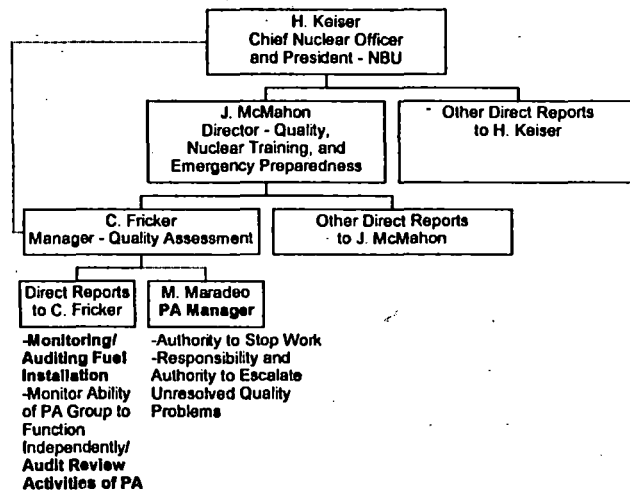 H. Keiser
Chief Nuclear Officer
and President - NBU
J. McMahon
Director - Quality,
Nuclear Training, and
Emergency Preparedness
Other Direct Reports
to H. Keiser
C. Fricker
Manager - Quality Assessment
Other Direct Reports
to J. McMahon
Direct Reports
to C. Fricker
M. Maradeo
PA Manager
-Monitoring/
Auditing Fuel
Installation
-Monitor Ability
of PA Group to
Function
Independently/
Audit Review
Activities of PA
-Authority to Stop Work
-Responsibility and
Authority to Escalate
Unresolved Quality
Problems